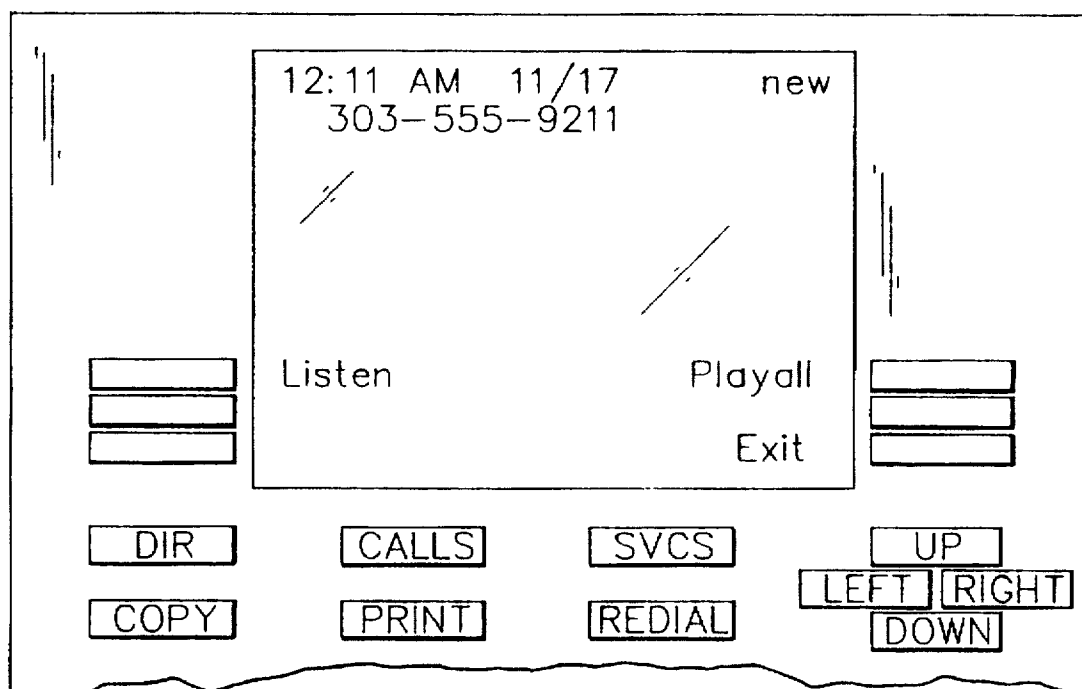 12:11 AM 11/17 new
303-555-9211
Listen Playall
Exit
DIR CALLS SVCS UP
LEFT RIGHT
COPY PRINT REDIAL DOWN